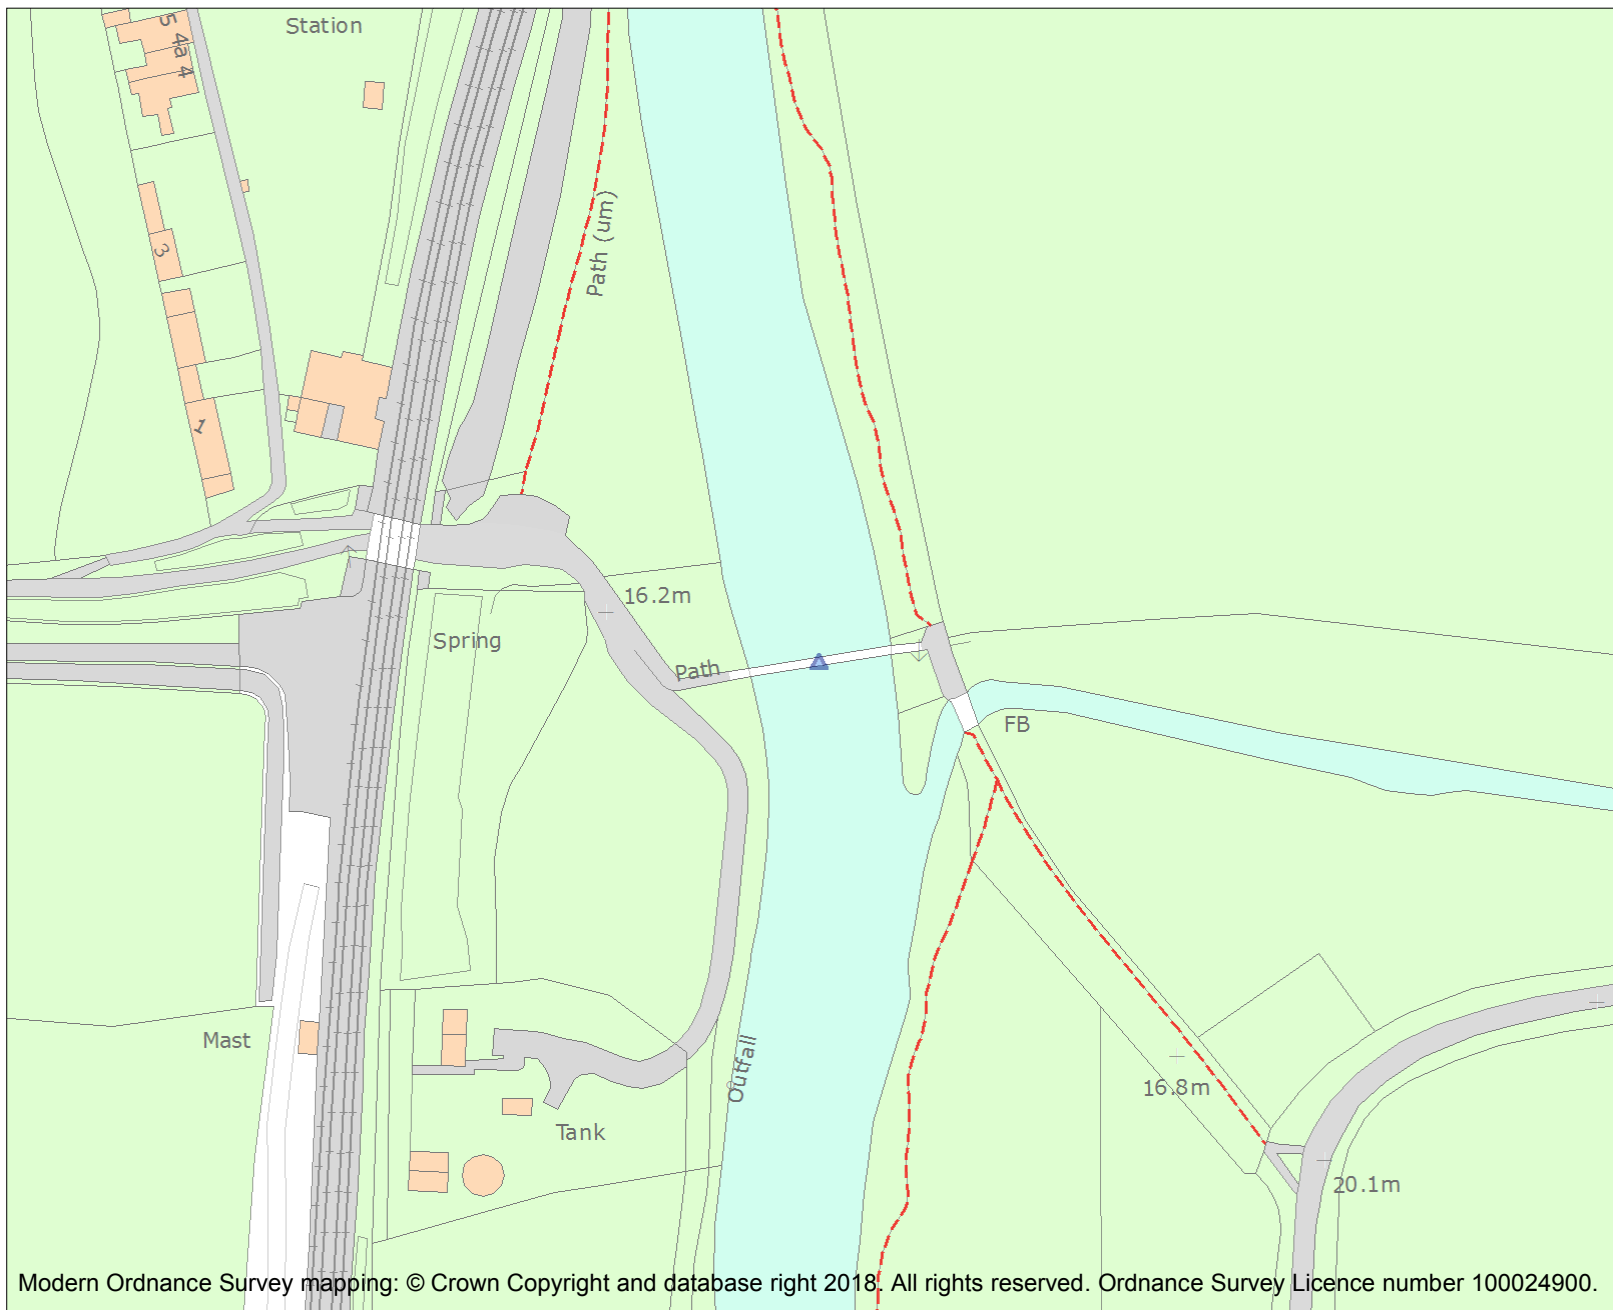 Station
5
4a
4
Path (um)
3
1
16.2m
Spring
Path
FB
Mast
Outfall
16.8m
Tank
20.1m
Modern Ordnance Survey mapping: © Crown Copyright and database right 2018. All rights reserved. Ordnance Survey Licence number 100024900.